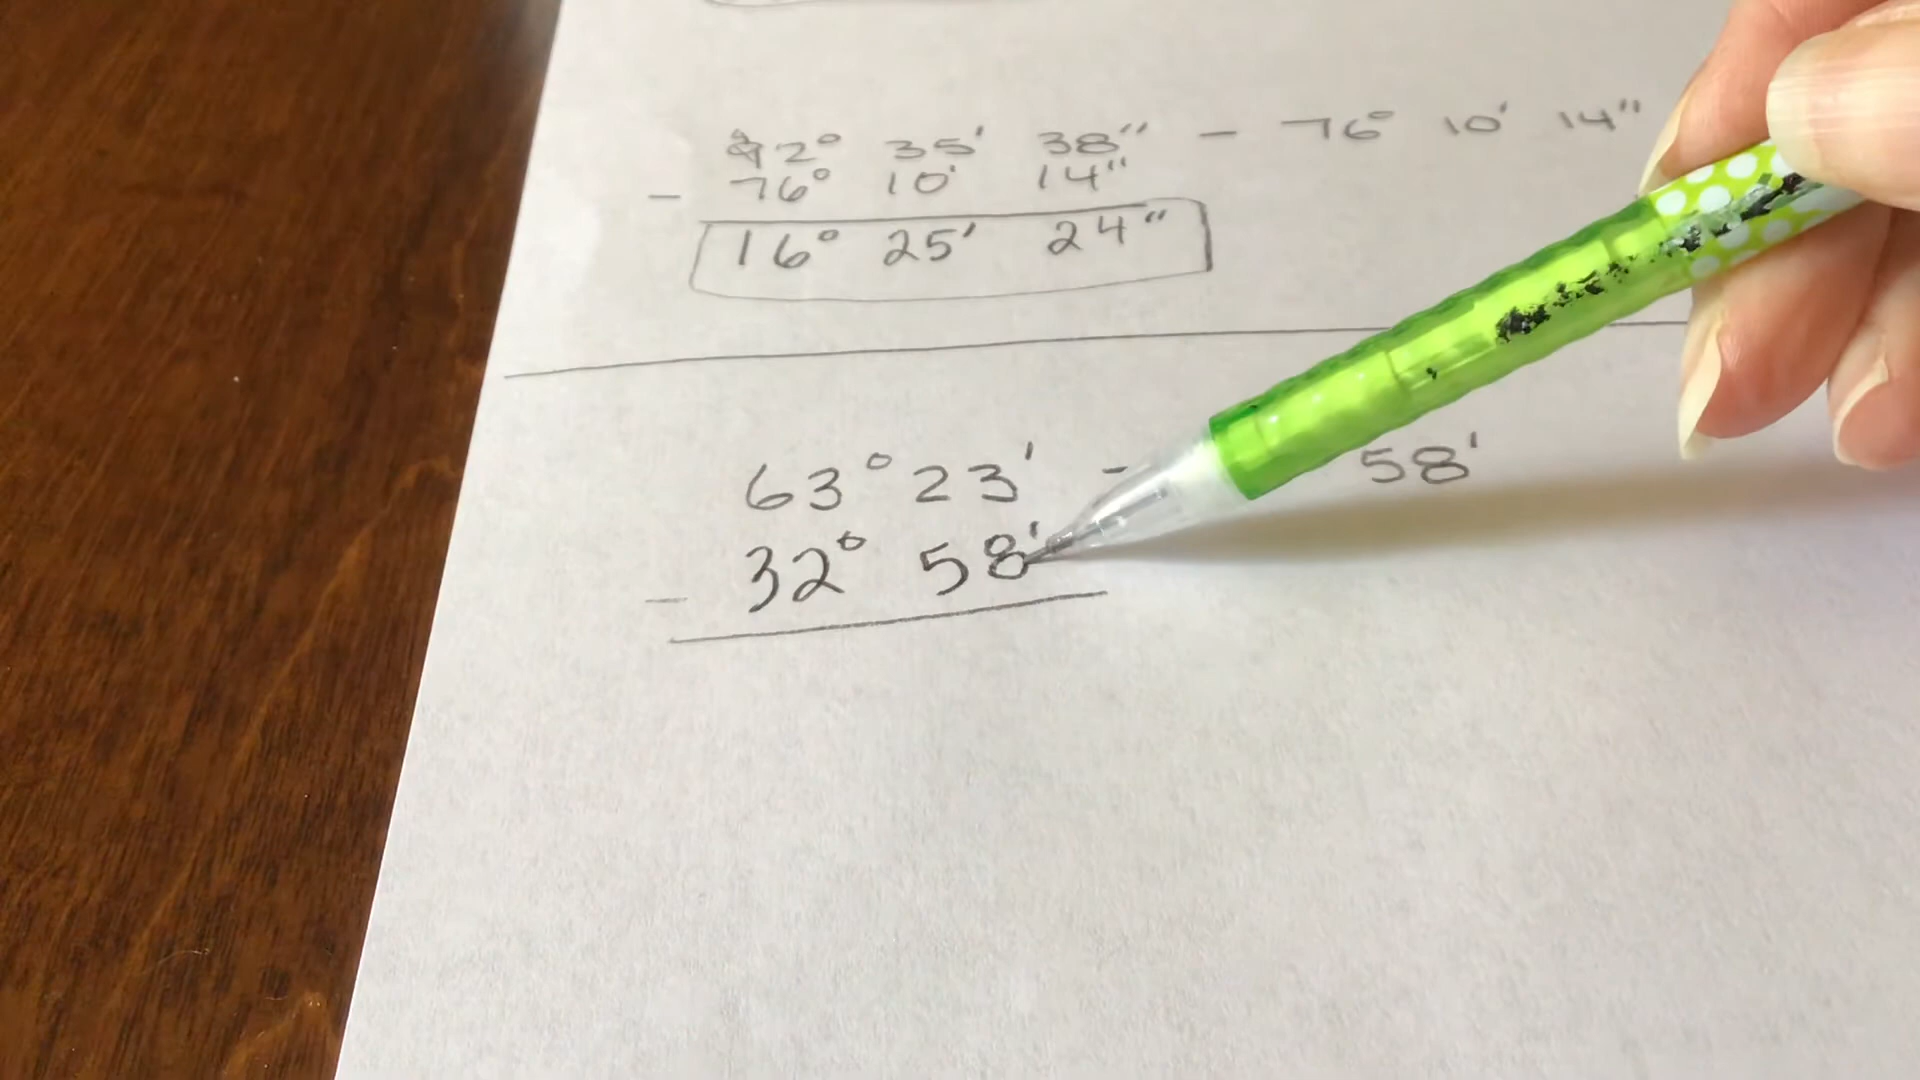 92° 35' 38" - 76° 10' 14"
- 76° 10' 14"
16° 25' 24"
63° 23' - 58'
- 32° 58'